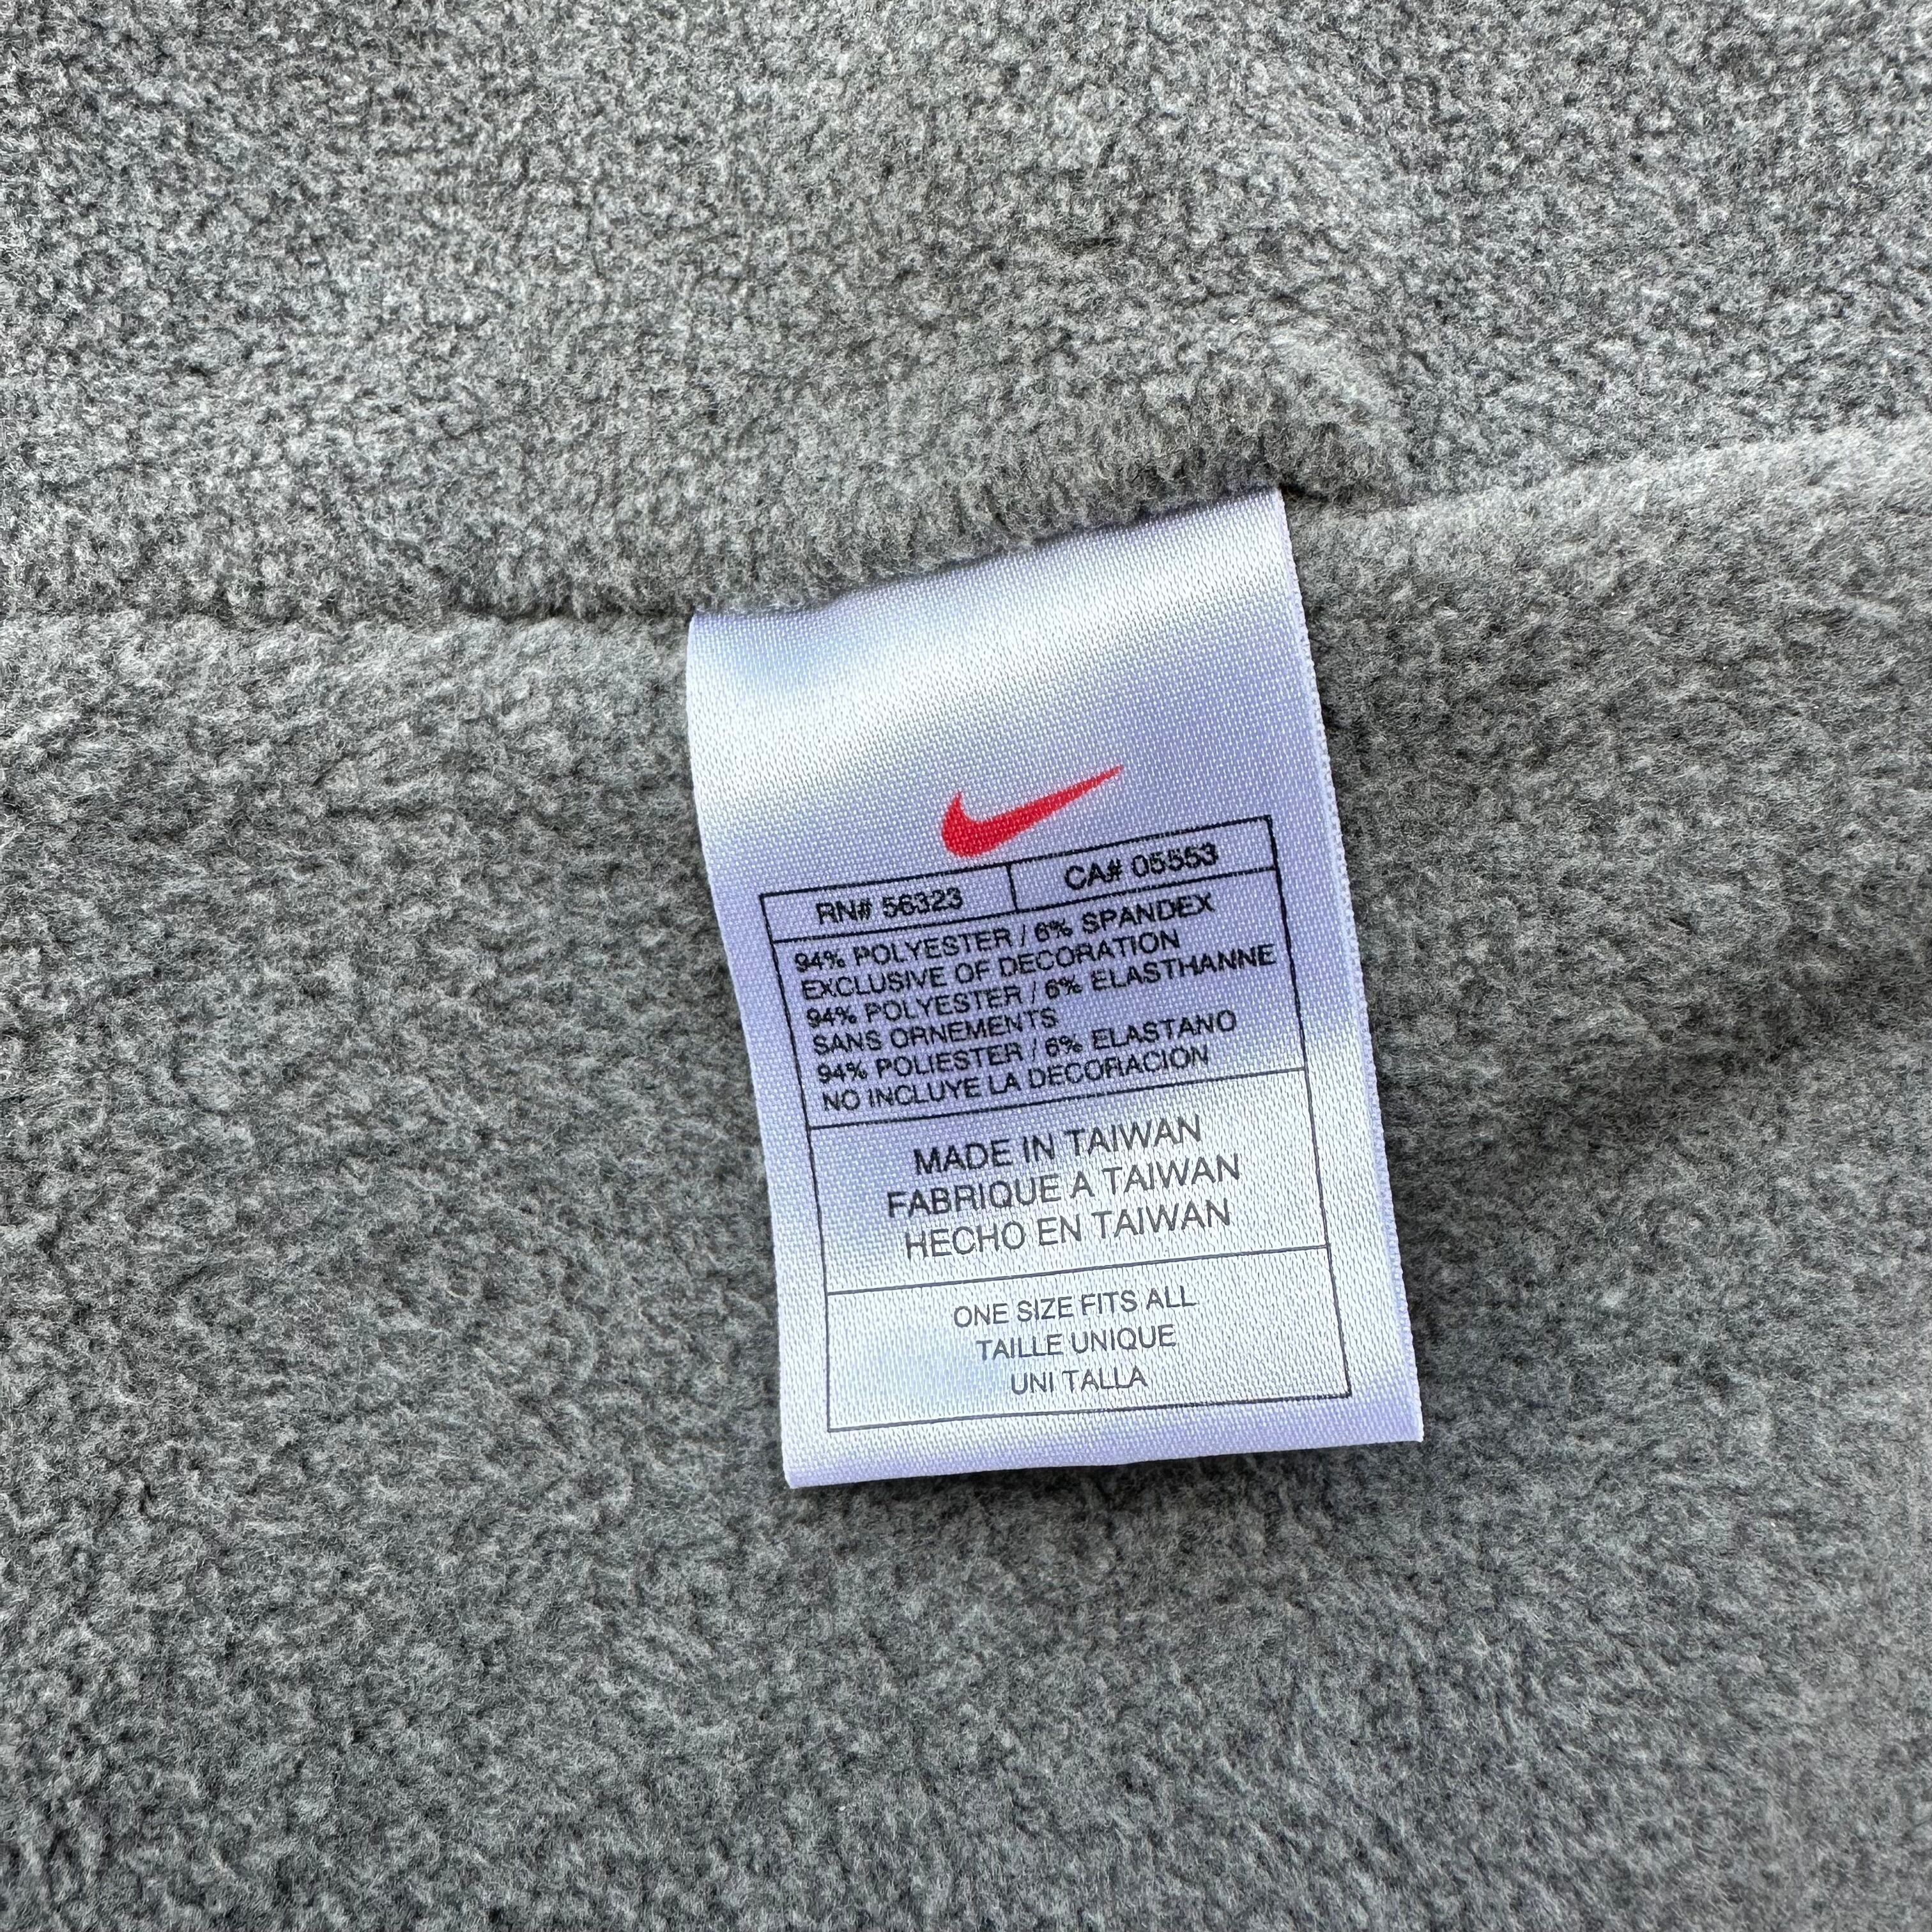 RN# 56323 CA# 05553
94% POLYESTER / 6% SPANDEX
EXCLUSIVE OF DECORATION
94% POLYESTER / 6% ELASTHANNE
SANS ORNEMENTS
94% POLIESTER / 6% ELASTANO
NO INCLUYE LA DECORACION
MADE IN TAIWAN
FABRIQUE A TAIWAN
HECHO EN TAIWAN
ONE SIZE FITS ALL
TAILLE UNIQUE
UNI TALLA